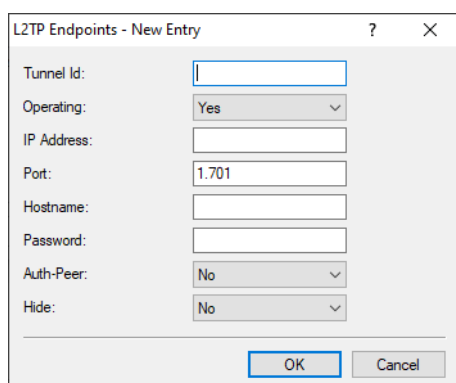 L2TP Endpoints - New Entry ? ×
Tunnel Id:
Operating: Yes
IP Address:
Port: 1.701
Hostname:
Password:
Auth-Peer: No
Hide: No
OK Cancel